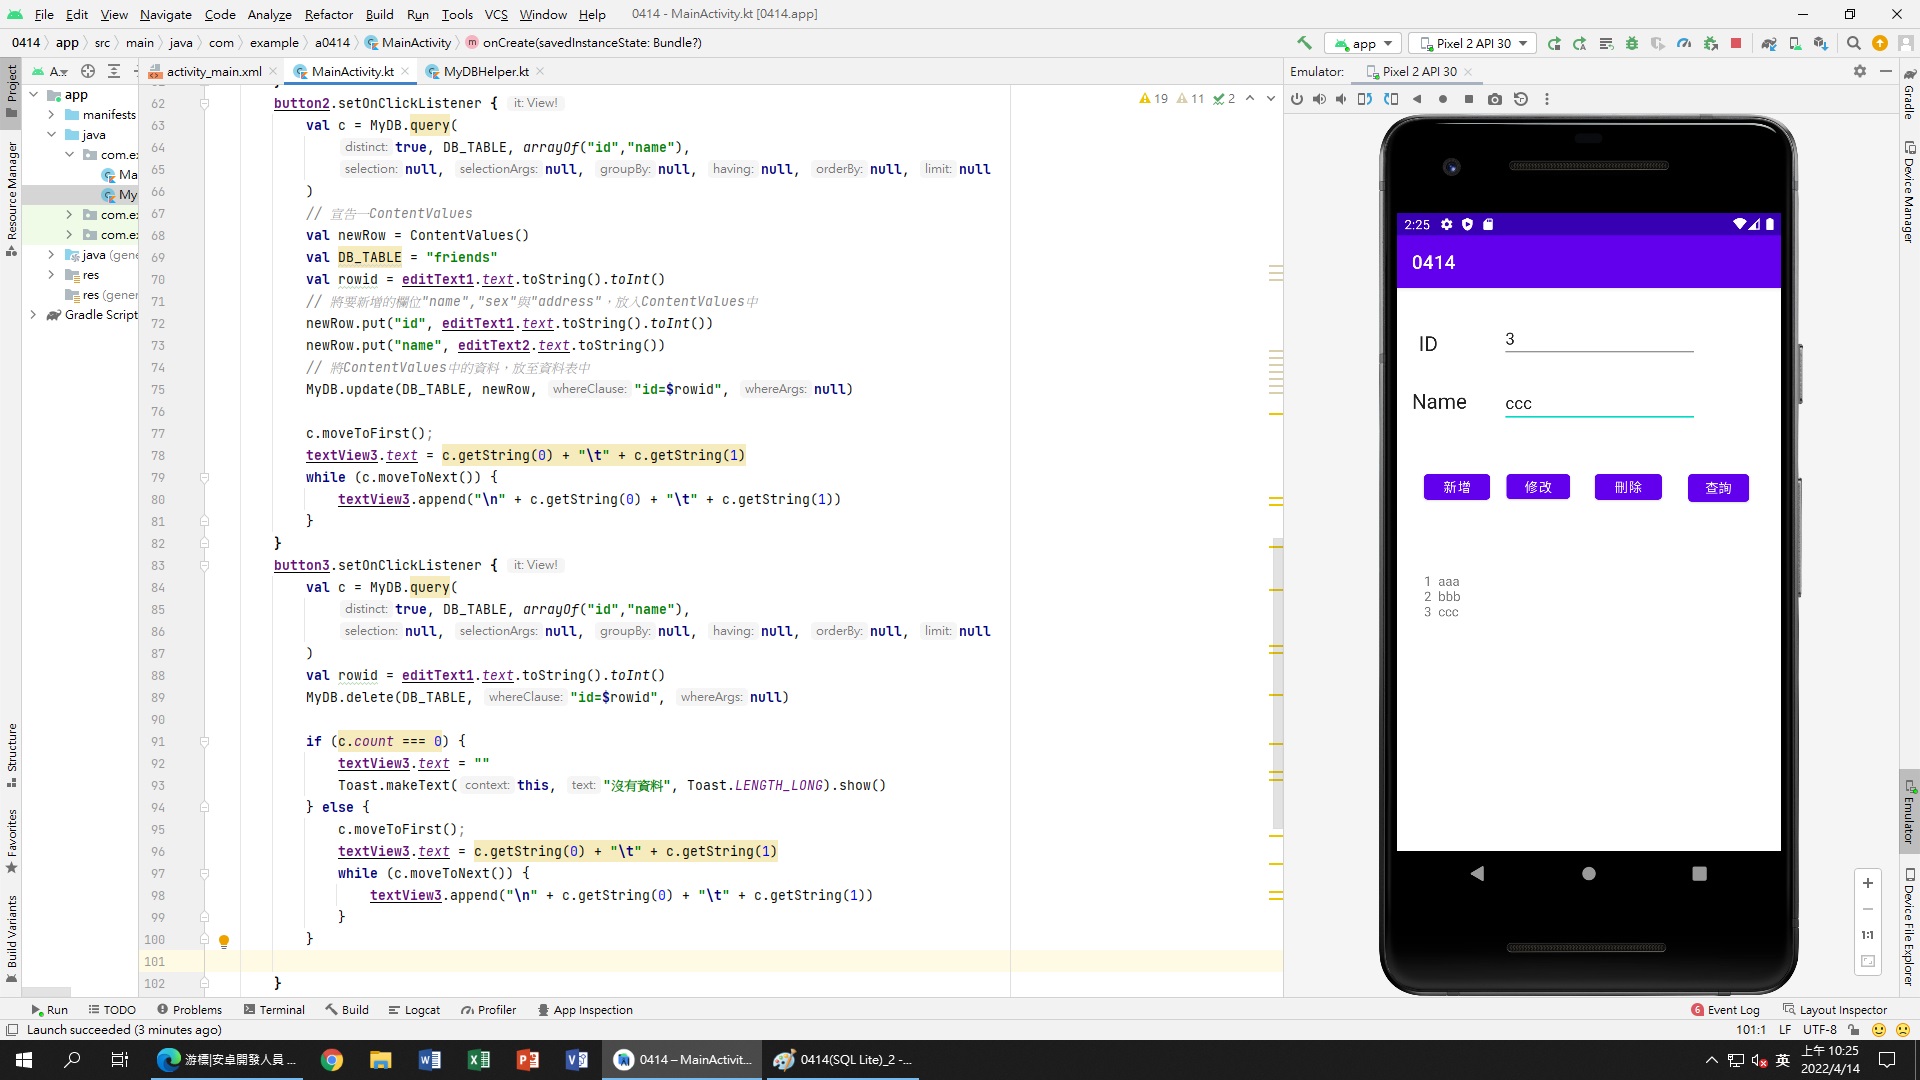 File Edit View Navigate Code Analyze Refactor Build Run Tools VCS Window Help 0414 - MainActivity.kt [0414.app]
0414 app src main java com example a0414 MainActivity onCreate(savedInstanceState: Bundle?) app Pixel 2 API 30
Project
Resource Manager
Structure
Favorites
Build Variants
A..
app
manifests
java
com.e
Ma
My
com.e
com.e
java (gene
res
res (gener
Gradle Script
activity_main.xml MainActivity.kt MyDBHelper.kt
19 11 2
62 button2.setOnClickListener { it: View!
63 val c = MyDB.query(
64 distinct: true, DB_TABLE, arrayOf("id","name"),
65 selection: null, selectionArgs: null, groupBy: null, having: null, orderBy: null, limit: null
66 )
67 // 宣告一ContentValues
68 val newRow = ContentValues()
69 val DB_TABLE = "friends"
70 val rowid = editText1.text.toString().toInt()
71 // 將要新增的欄位"name","sex"與"address"，放入ContentValues中
72 newRow.put("id", editText1.text.toString().toInt())
73 newRow.put("name", editText2.text.toString())
74 // 將ContentValues中的資料，放至資料表中
75 MyDB.update(DB_TABLE, newRow, whereClause: "id=$rowid", whereArgs: null)
76
77 c.moveToFirst();
78 textView3.text = c.getString(0) + "\t" + c.getString(1)
79 while (c.moveToNext()) {
80 textView3.append("\n" + c.getString(0) + "\t" + c.getString(1))
81 }
82 }
83 button3.setOnClickListener { it: View!
84 val c = MyDB.query(
85 distinct: true, DB_TABLE, arrayOf("id","name"),
86 selection: null, selectionArgs: null, groupBy: null, having: null, orderBy: null, limit: null
87 )
88 val rowid = editText1.text.toString().toInt()
89 MyDB.delete(DB_TABLE, whereClause: "id=$rowid", whereArgs: null)
90
91 if (c.count === 0) {
92 textView3.text = ""
93 Toast.makeText( context: this, text: "沒有資料", Toast.LENGTH_LONG).show()
94 } else {
95 c.moveToFirst();
96 textView3.text = c.getString(0) + "\t" + c.getString(1)
97 while (c.moveToNext()) {
98 textView3.append("\n" + c.getString(0) + "\t" + c.getString(1))
99 }
100 }
101
102 }
Emulator: Pixel 2 API 30
2:25
0414
ID 3
Name ccc
新增 修改 刪除 查詢
1 aaa
2 bbb
3 ccc
1:1
Gradle
Device Manager
Emulator
Device File Explorer
Run TODO Problems Terminal Build Logcat Profiler App Inspection 6 Event Log Layout Inspector
Launch succeeded (3 minutes ago) 101:1 LF UTF-8
游標|安卓開發人員 ... 0414 – MainActivit... 0414(SQL Lite)_2 -... 英 上午 10:25
2022/4/14